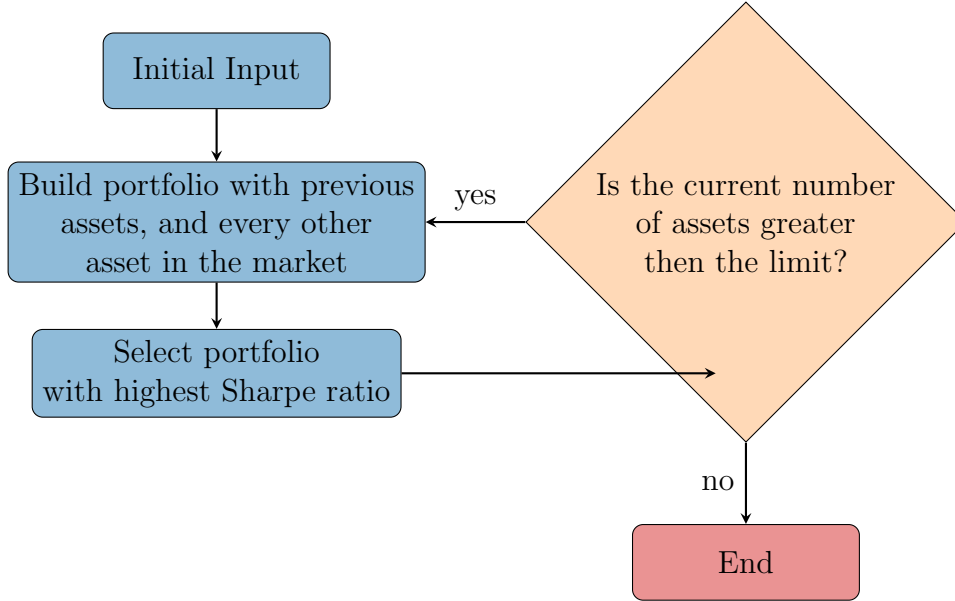 Initial Input
Build portfolio with previous
assets, and every other
asset in the market
Select portfolio
with highest Sharpe ratio
yes
Is the current number
of assets greater
then the limit?
no
End